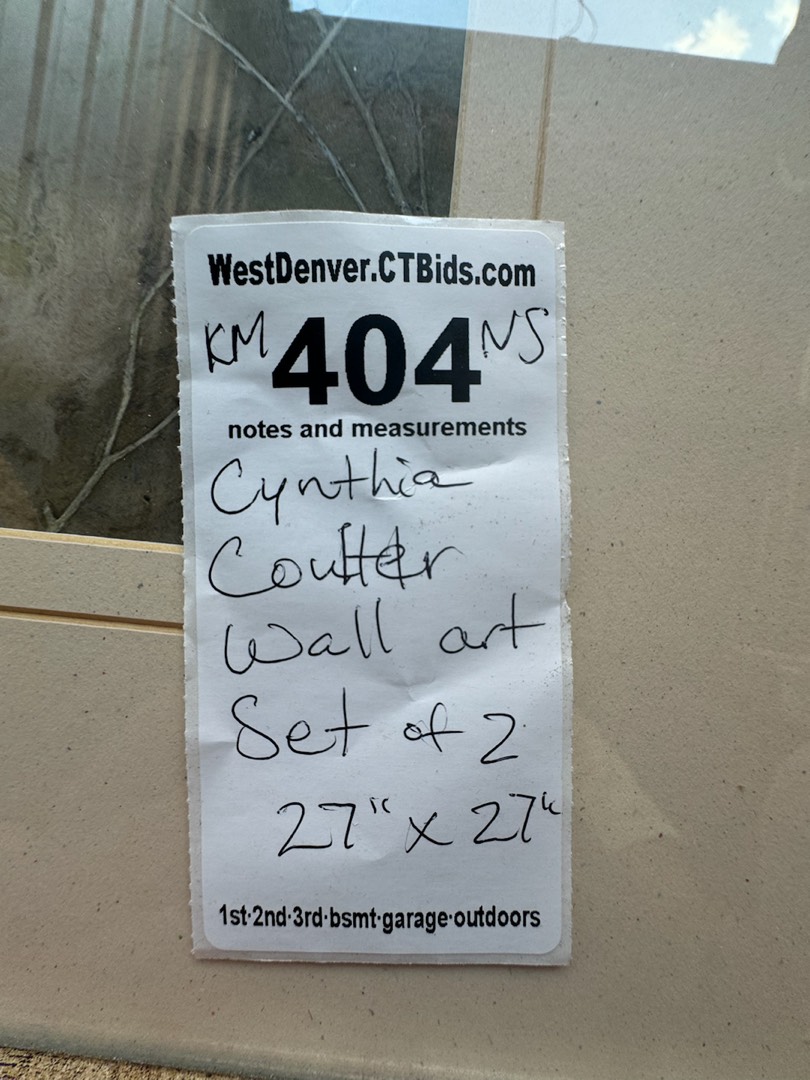 WestDenver.CTBids.com
KM 404 NS
notes and measurements
Cynthia
Coulter
Wall art
Set of 2
27" x 27"
1st·2nd·3rd·bsmt·garage·outdoors